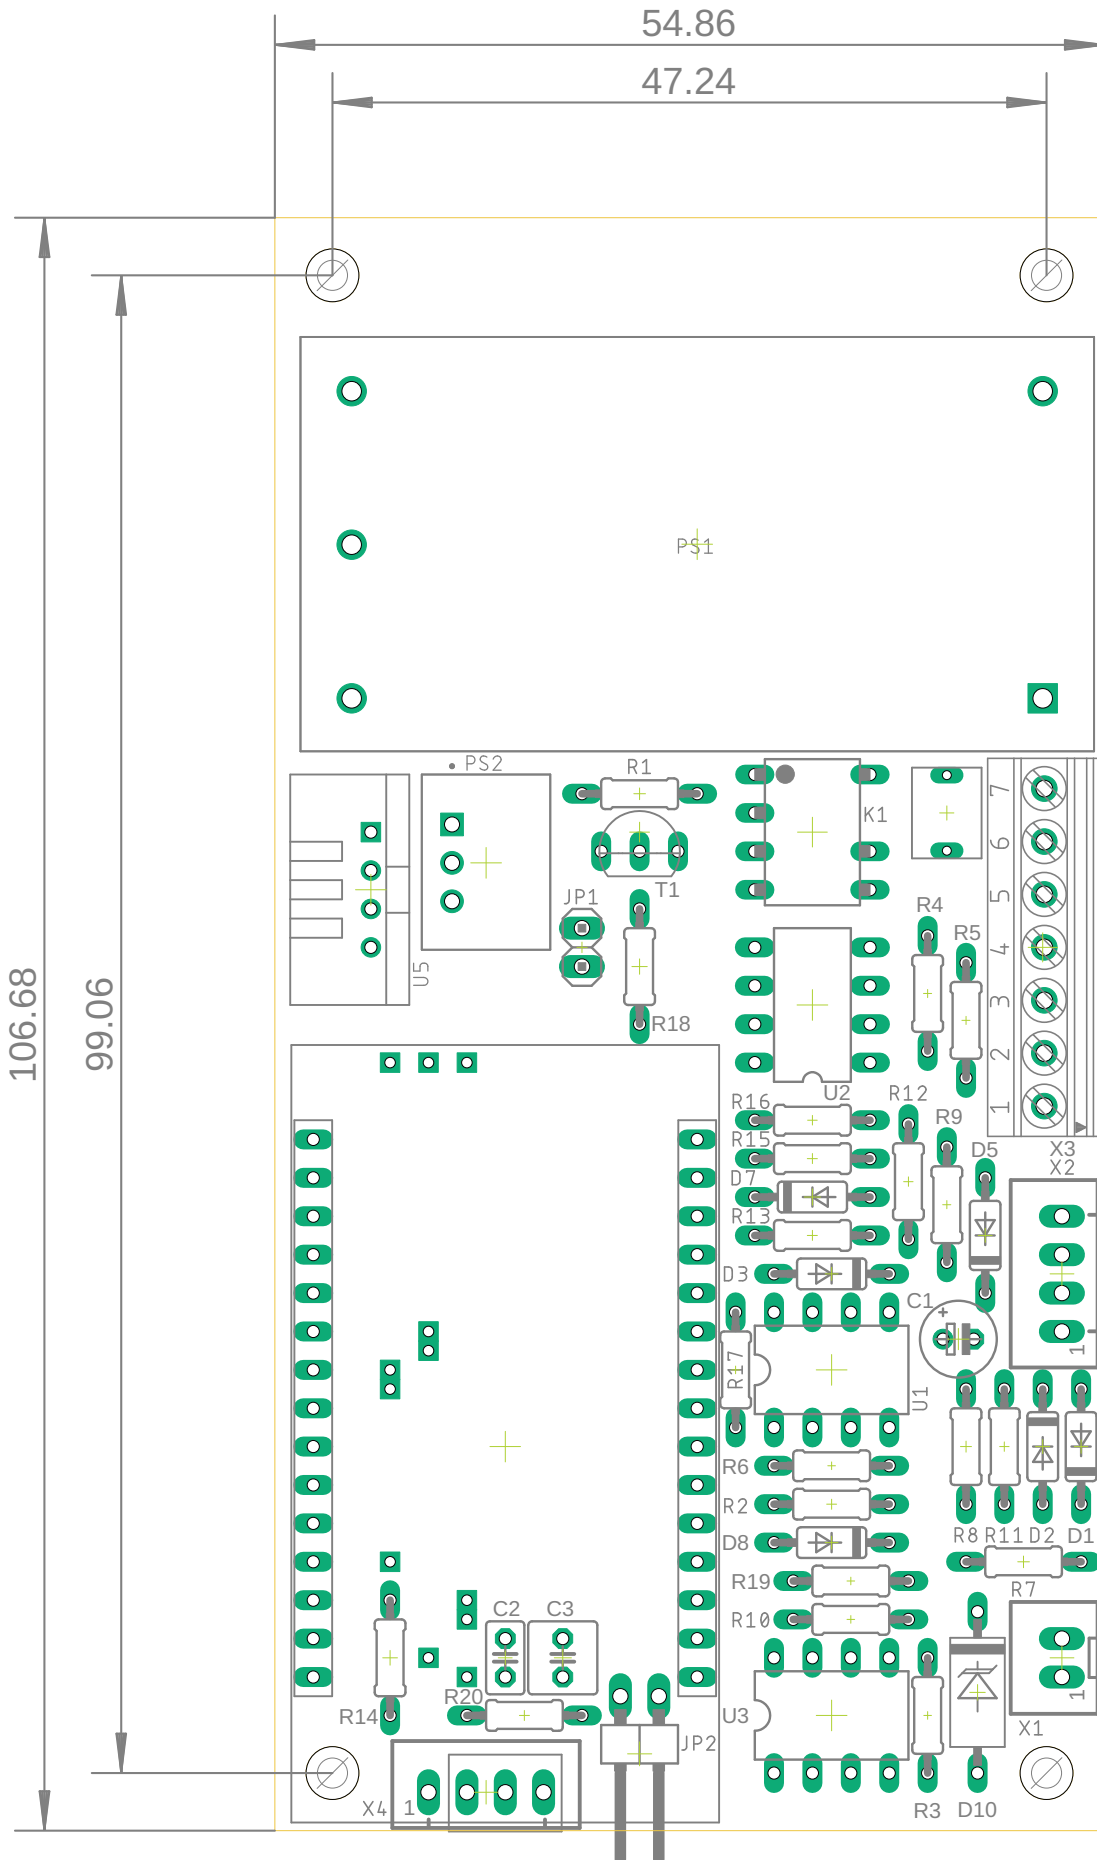 54.86
47.24
106.68
99.06
PS1
PS2
R1
K1
7
6
5
4
3
2
1
T1
JP1
U5
R4
R5
R18
U2
R16
R15
D7
R13
D3
R12
R9
D5
X3
X2
C1
1
R17
U1
R6
R2
D8
R19
R10
R8
R11
D2
D1
R7
C2
C3
R20
R14
U3
JP2
X1
1
X4
1
R3
D10